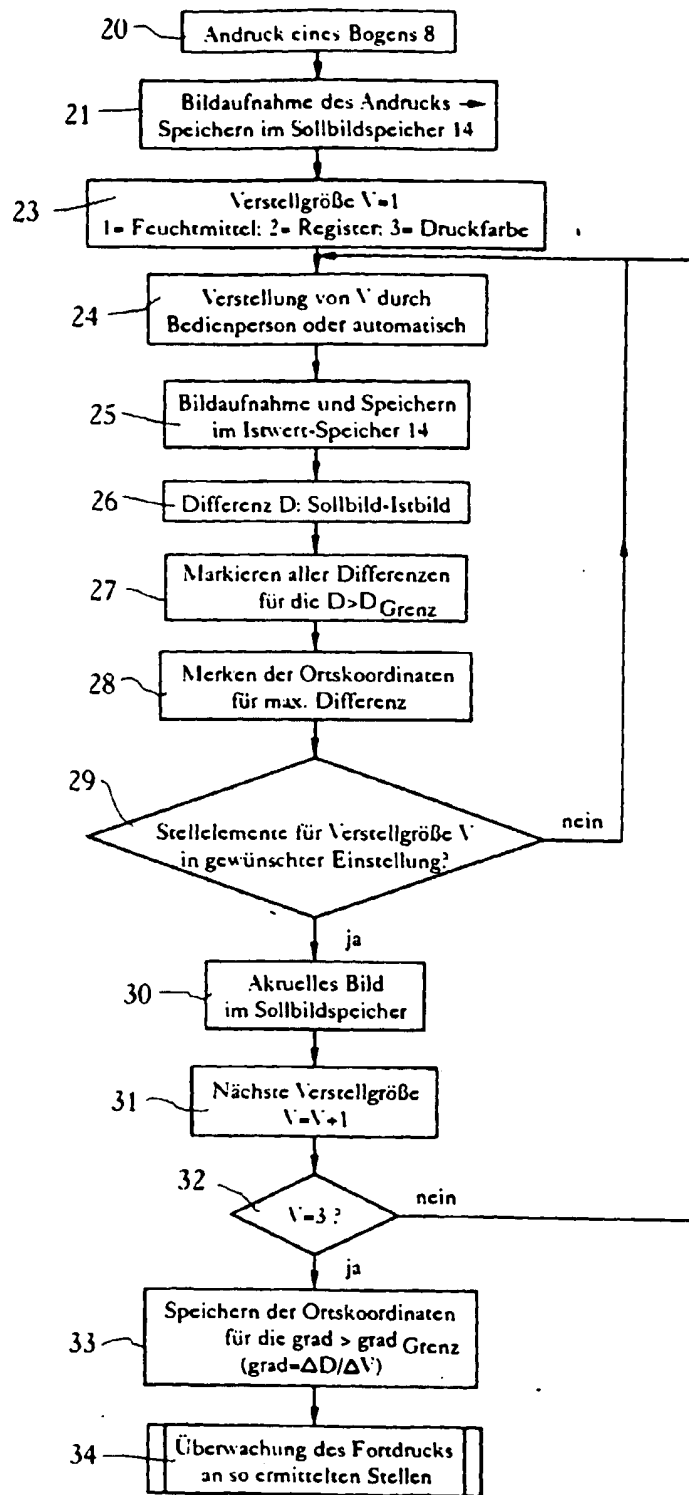 20
Andruck eines Bogens 8
21
Bildaufnahme des Andrucks →
Speichern im Sollbildspeicher 14
23
Verstellgröße V=1
1= Feuchtmittel; 2= Register; 3= Druckfarbe
24
Verstellung von V durch
Bedienperson oder automatisch
25
Bildaufnahme und Speichern
im Istwert-Speicher 14
26
Differenz D: Sollbild-Istbild
27
Markieren aller Differenzen
für die D>D Grenz
28
Merken der Ortskoordinaten
für max. Differenz
29
Stellelemente für Verstellgröße V
in gewünschter Einstellung?
nein
ja
30
Aktuelles Bild
im Sollbildspeicher
31
Nächste Verstellgröße
V=V+1
32
V=3 ?
nein
ja
33
Speichern der Ortskoordinaten
für die grad > grad Grenz
(grad=ΔD/ΔV)
34
Überwachung des Fortdrucks
an so ermittelten Stellen